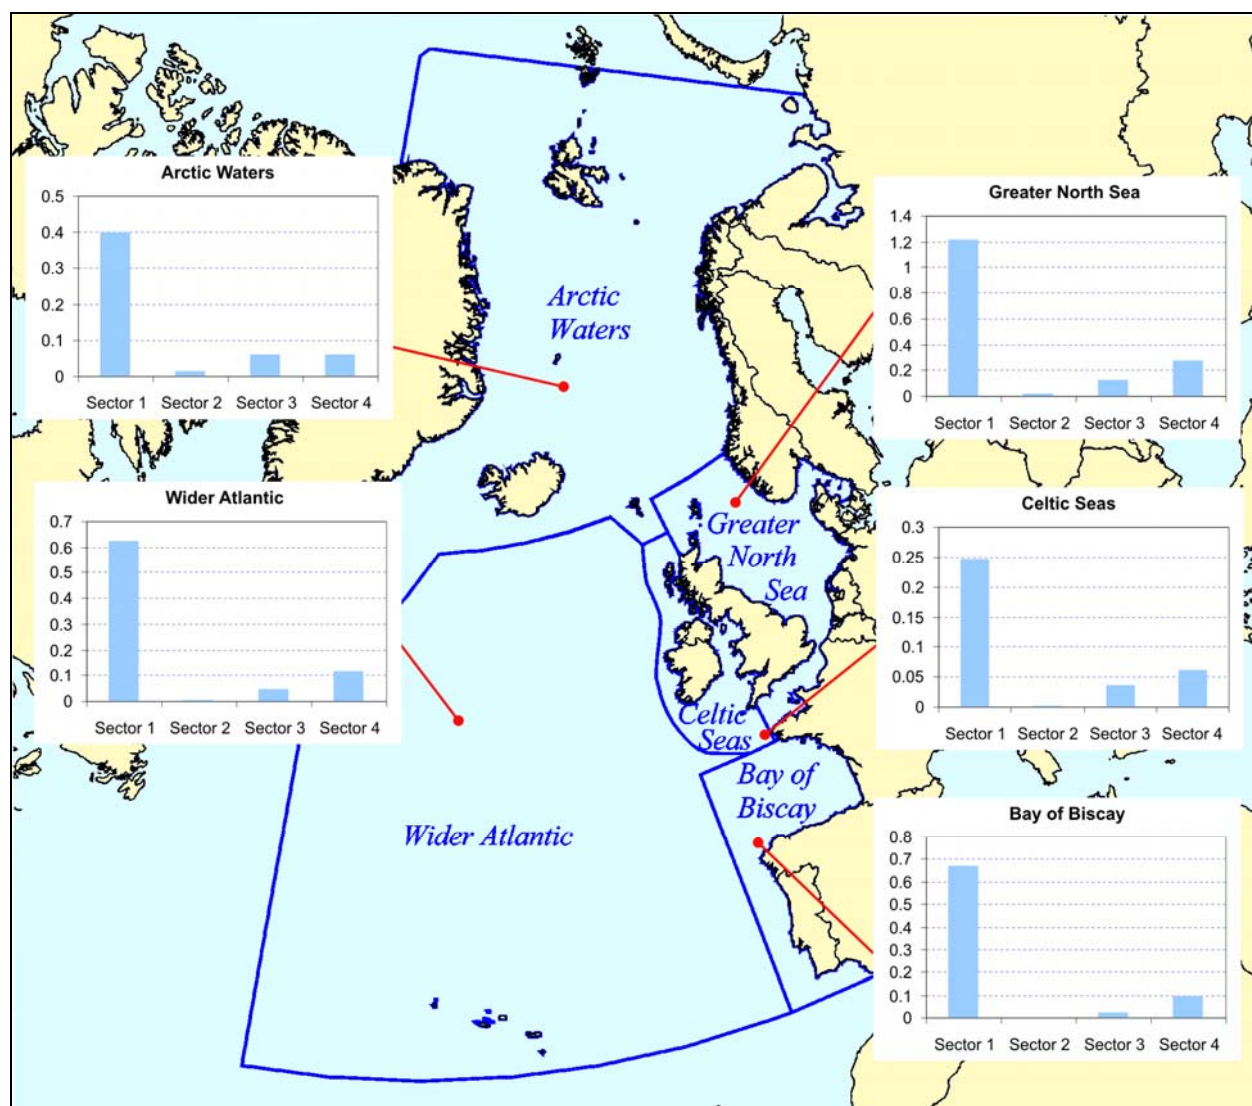 Arctic Waters
0.5
0.4
0.3
0.2
0.1
0
Sector 1 Sector 2 Sector 3 Sector 4
Greater North Sea
1.4
1.2
1
0.8
0.6
0.4
0.2
0
Sector 1 Sector 2 Sector 3 Sector 4
Arctic
Waters
Wider Atlantic
0.7
0.6
0.5
0.4
0.3
0.2
0.1
0
Sector 1 Sector 2 Sector 3 Sector 4
Greater
North
Sea
Celtic Seas
0.3
0.25
0.2
0.15
0.1
0.05
0
Sector 1 Sector 2 Sector 3 Sector 4
Celtic
Seas
Bay of
Biscay
Wider Atlantic
Bay of Biscay
0.8
0.7
0.6
0.5
0.4
0.3
0.2
0.1
0
Sector 1 Sector 2 Sector 3 Sector 4